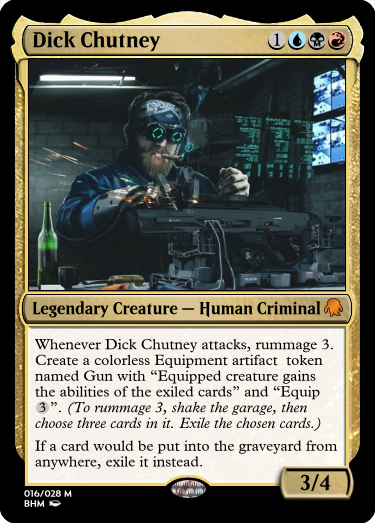 Dick Chutney 1
Legendary Creature — Human Criminal
Whenever Dick Chutney attacks, rummage 3.
Create a colorless Equipment artifact token
named Gun with “Equipped creature gains
the abilities of the exiled cards” and “Equip
3”. (To rummage 3, shake the garage, then
choose three cards in it. Exile the chosen cards.)
If a card would be put into the graveyard from
anywhere, exile it instead.
3/4
016/028 M
BHM